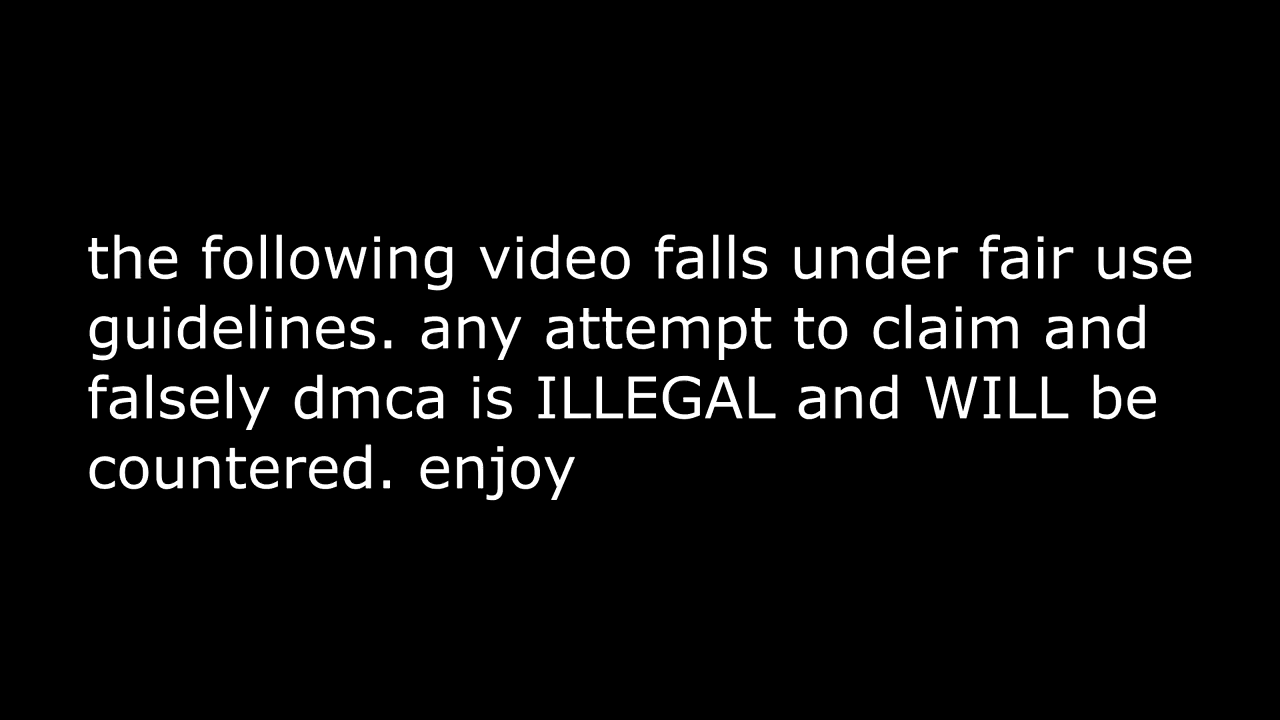 the following video falls under fair use
guidelines. any attempt to claim and
falsely dmca is ILLEGAL and WILL be
countered. enjoy